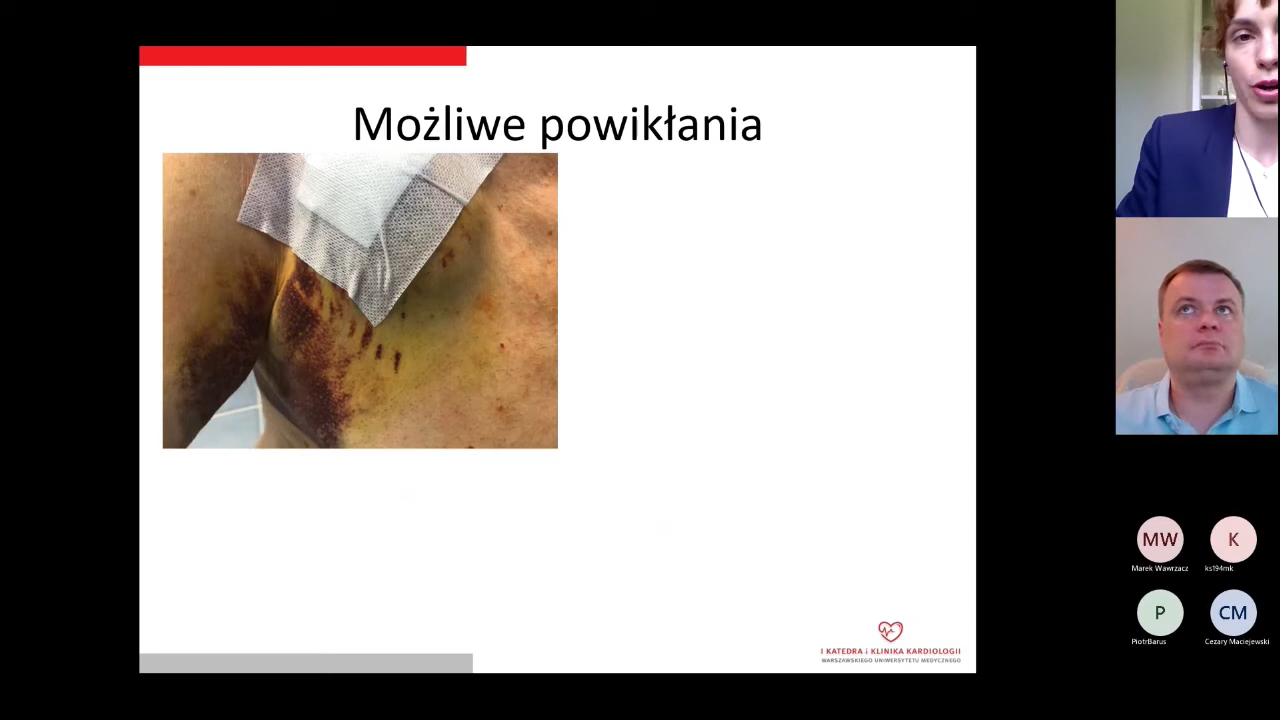 Możliwe powikłania
I KATEDRA i KLINIKA KARDIOLOGII
WARSZAWSKIEGO UNIWERSYTETU MEDYCZNEGO
MW
K
Marek Wawrzacz
ks194mk
P
CM
PiotrBarus
Cezary Maciejewski